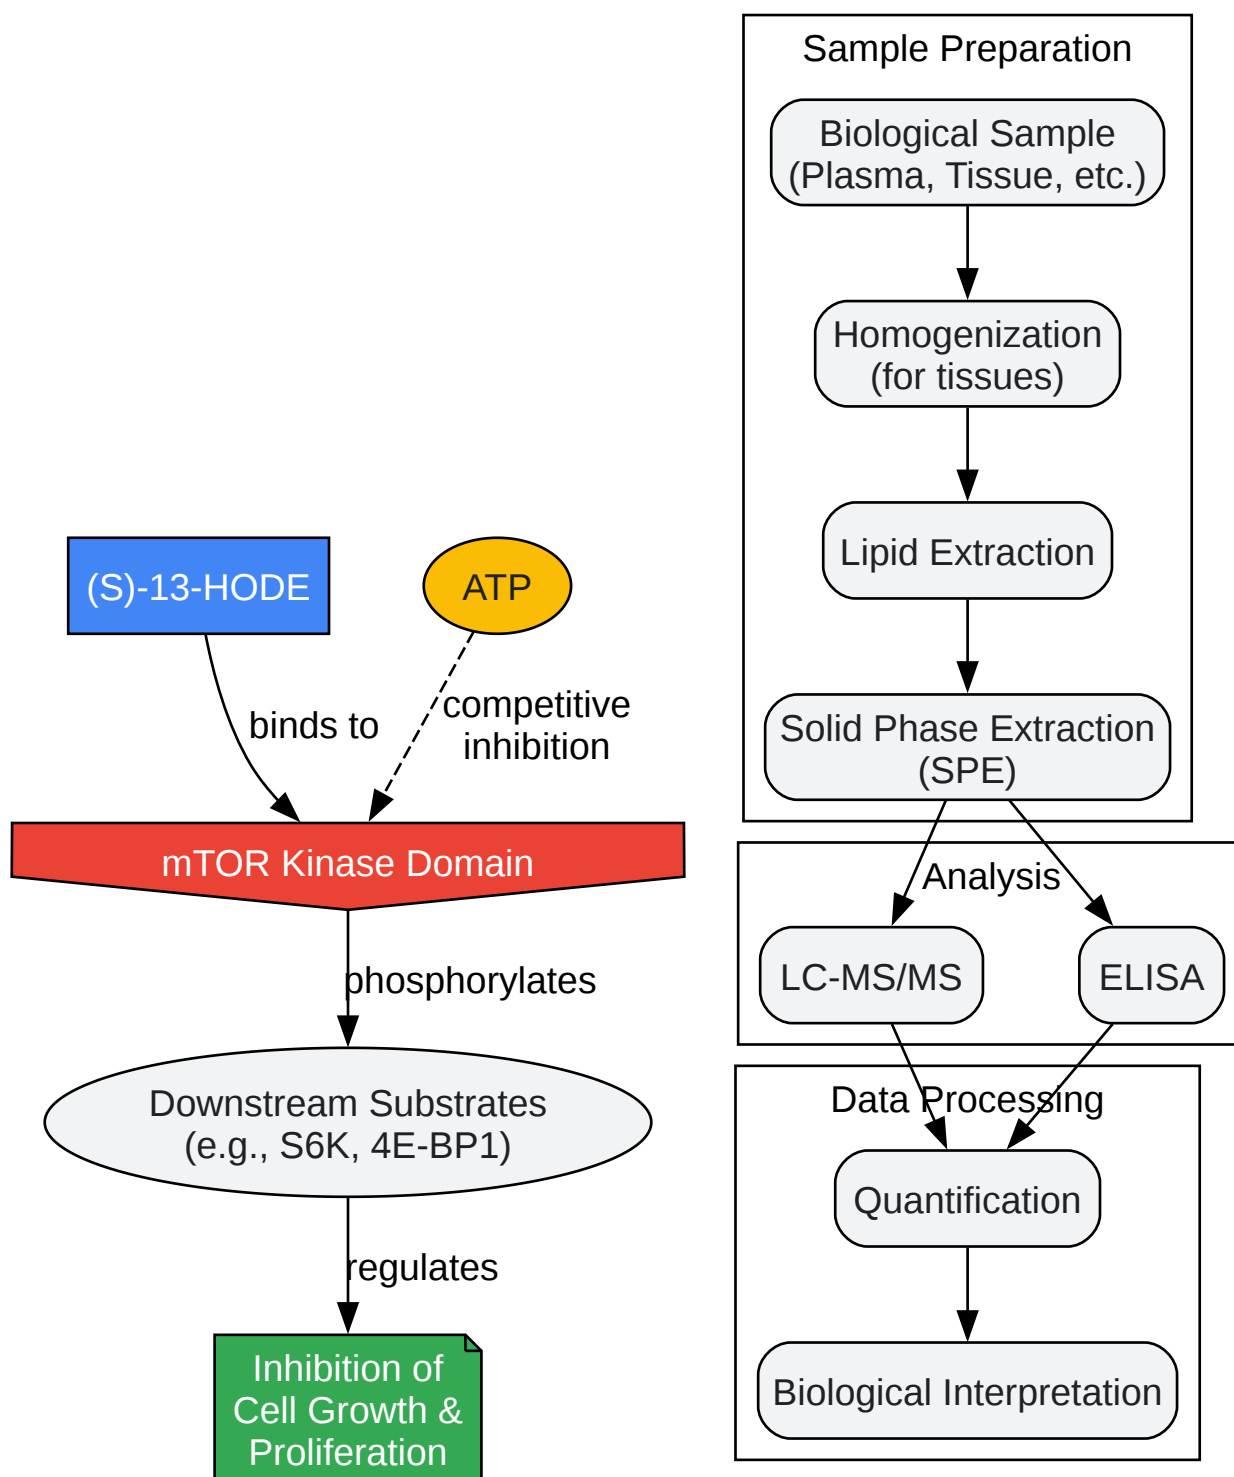 (S)-13-HODE
ATP
binds to
competitive
inhibition
mTOR Kinase Domain
phosphorylates
Downstream Substrates
(e.g., S6K, 4E-BP1)
regulates
Inhibition of
Cell Growth &
Proliferation
Sample Preparation
Biological Sample
(Plasma, Tissue, etc.)
Homogenization
(for tissues)
Lipid Extraction
Solid Phase Extraction
(SPE)
Analysis
LC-MS/MS
ELISA
Data Processing
Quantification
Biological Interpretation